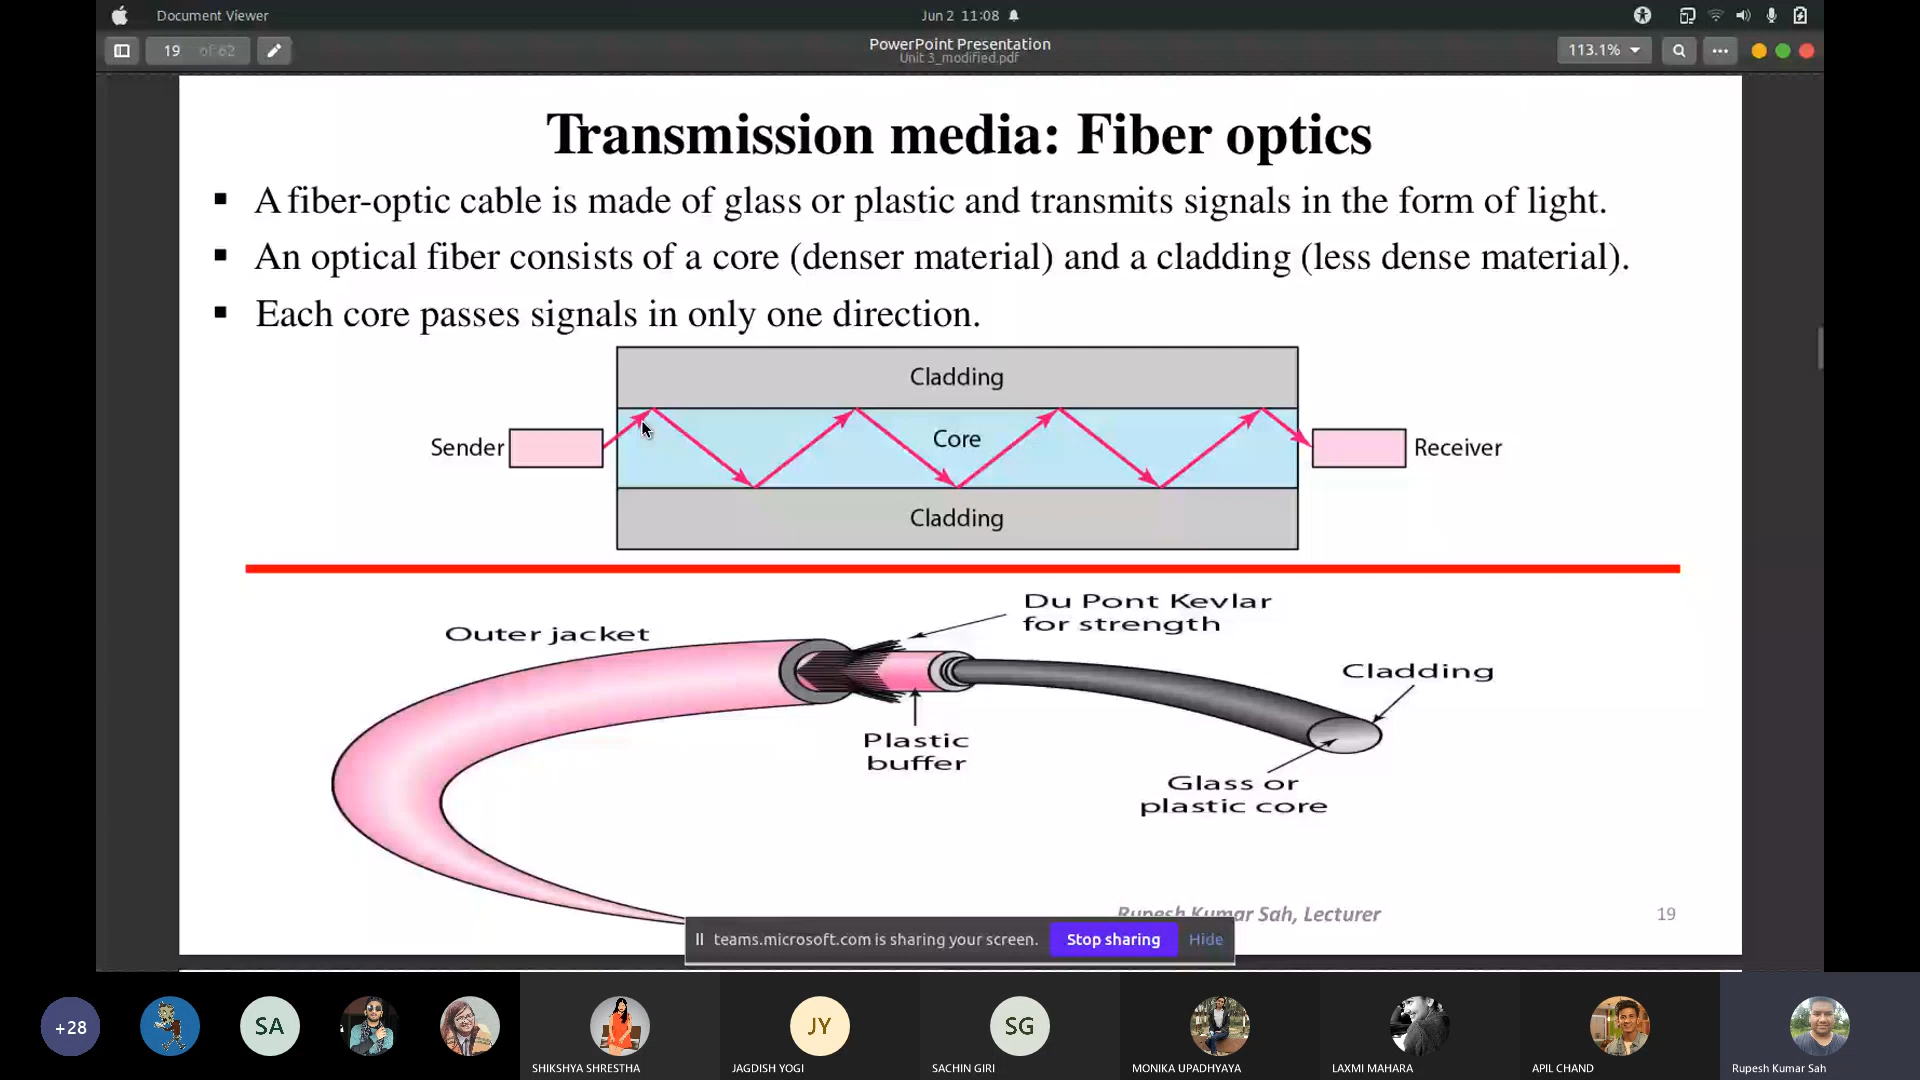 Document Viewer
Jun 2 11:08
19 of 62
PowerPoint Presentation
Unit 3_modified.pdf
113.1%
Transmission media: Fiber optics
▪ A fiber-optic cable is made of glass or plastic and transmits signals in the form of light.
▪ An optical fiber consists of a core (denser material) and a cladding (less dense material).
▪ Each core passes signals in only one direction.
Cladding
Sender
Core
Receiver
Cladding
Du Pont Kevlar
for strength
Outer jacket
Cladding
Plastic
buffer
Glass or
plastic core
Rupesh Kumar Sah, Lecturer
19
teams.microsoft.com is sharing your screen.
Stop sharing
Hide
+28
SA
JY
SG
SHIKSHYA SHRESTHA
JAGDISH YOGI
SACHIN GIRI
MONIKA UPADHYAYA
LAXMI MAHARA
APIL CHAND
Rupesh Kumar Sah